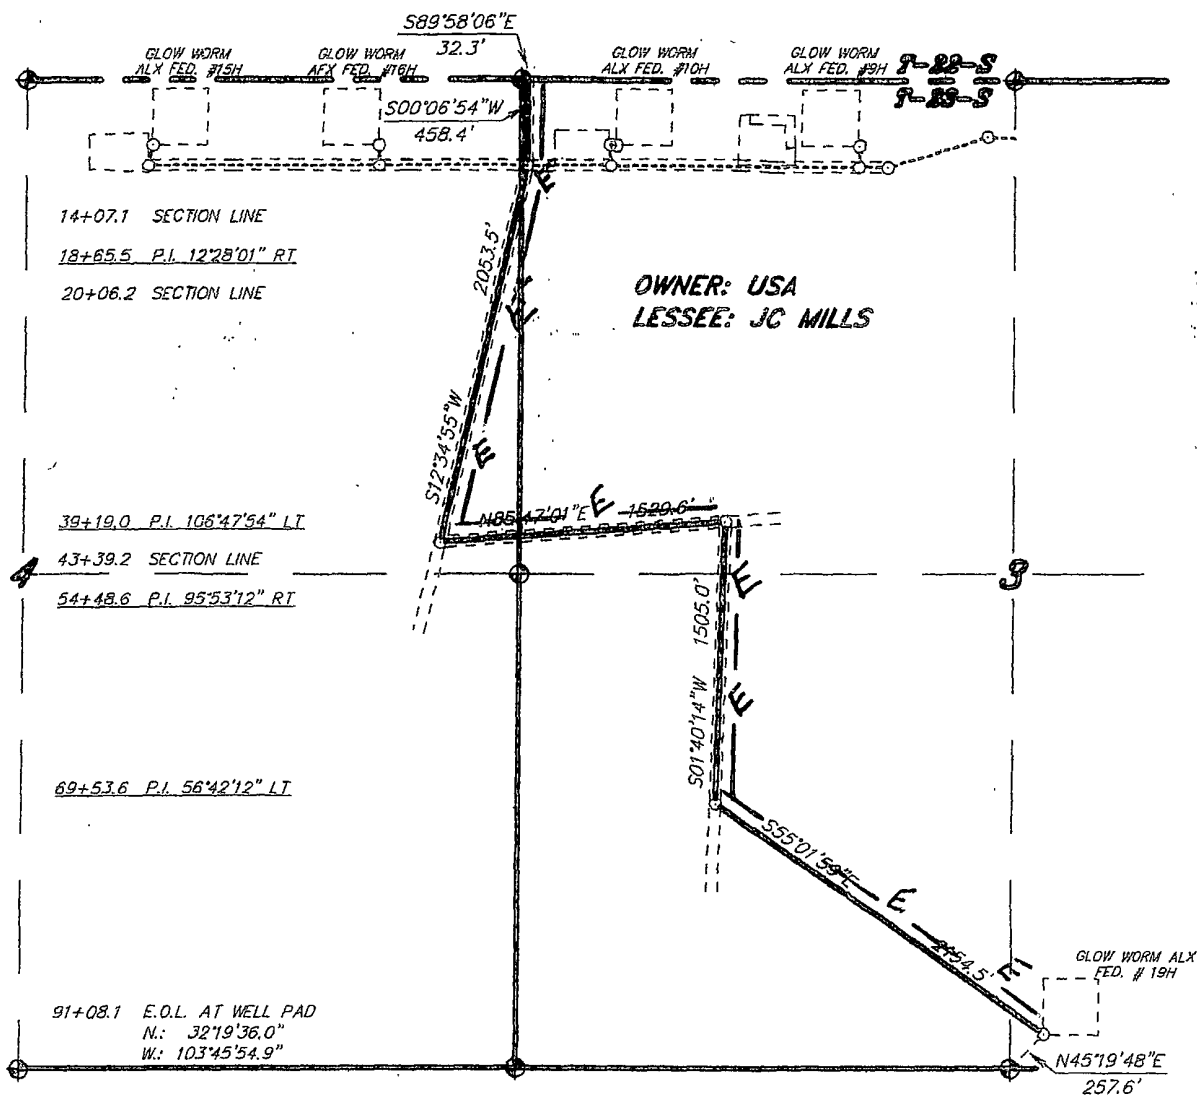 S89°58'06"E
32.3'
GLOW WORM
ALX FED. #15H
GLOW WORM
AFX FED. #16H
GLOW WORM
ALX FED. #10H
GLOW WORM
ALX FED. #9H
T-22-S
T-23-S
S00°06'54"W
458.4'
14+07.1 SECTION LINE
18+65.5 P.I. 12°28'01" RT
20+06.2 SECTION LINE
2053.5'
S12°34'55"W
OWNER: USA
LESSEE: JC MILLS
E
E
E
39+19.0 P.I. 106°47'54" LT
N85°47'01"E E 1529.6'
43+39.2 SECTION LINE
4
3
54+48.6 P.I. 95°53'12" RT
1505.0'
S01°40'14"W
E
E
69+53.6 P.I. 56°42'12" LT
S55°01'59"E
E
2154.5'
E
GLOW WORM ALX
FED. # 19H
91+08.1 E.O.L. AT WELL PAD
N.: 32°19'36.0"
W.: 103°45'54.9"
N45°19'48"E
257.6'